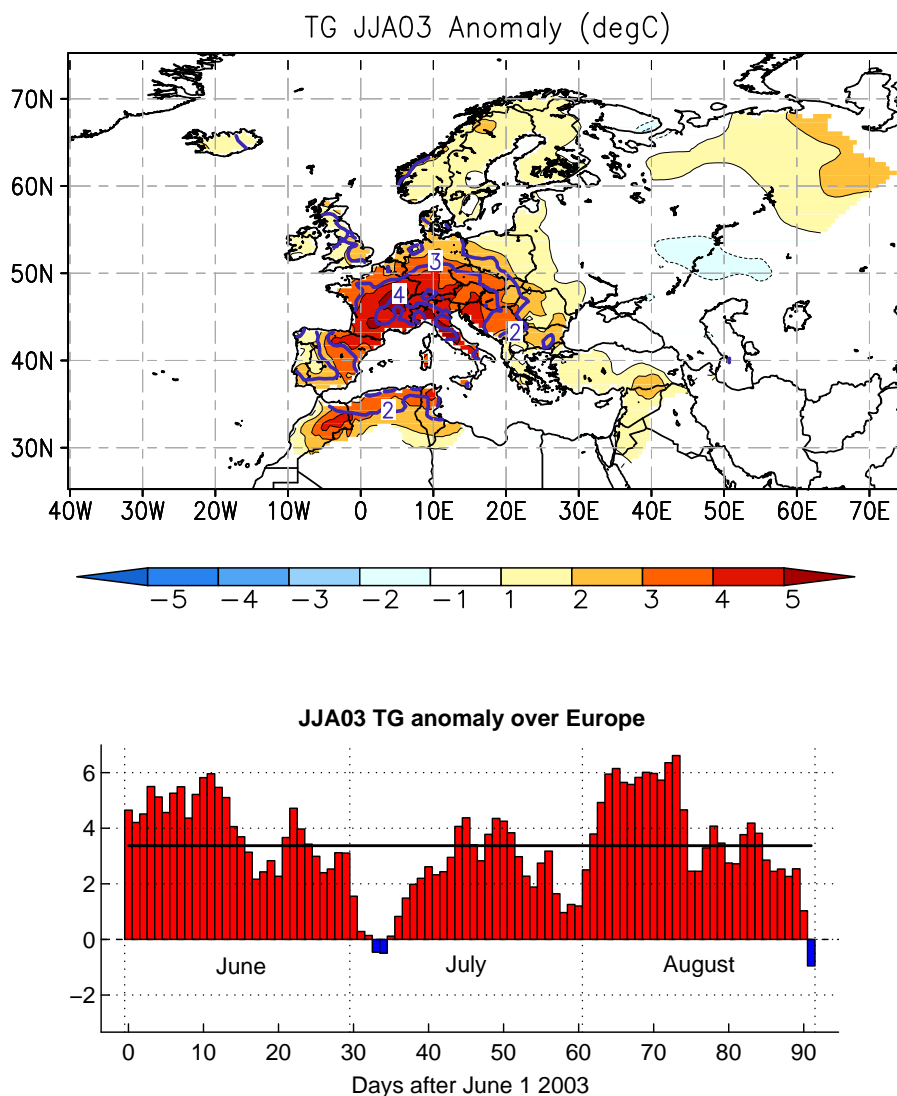 TG JJA03 Anomaly (degC)
70N
60N
50N
40N
30N
3
4
2
2
40W 30W 20W 10W 0 10E 20E 30E 40E 50E 60E 70E
−5 −4 −3 −2 −1 1 2 3 4 5
JJA03 TG anomaly over Europe
6
4
2
0
−2
June July August
0 10 20 30 40 50 60 70 80 90
Days after June 1 2003